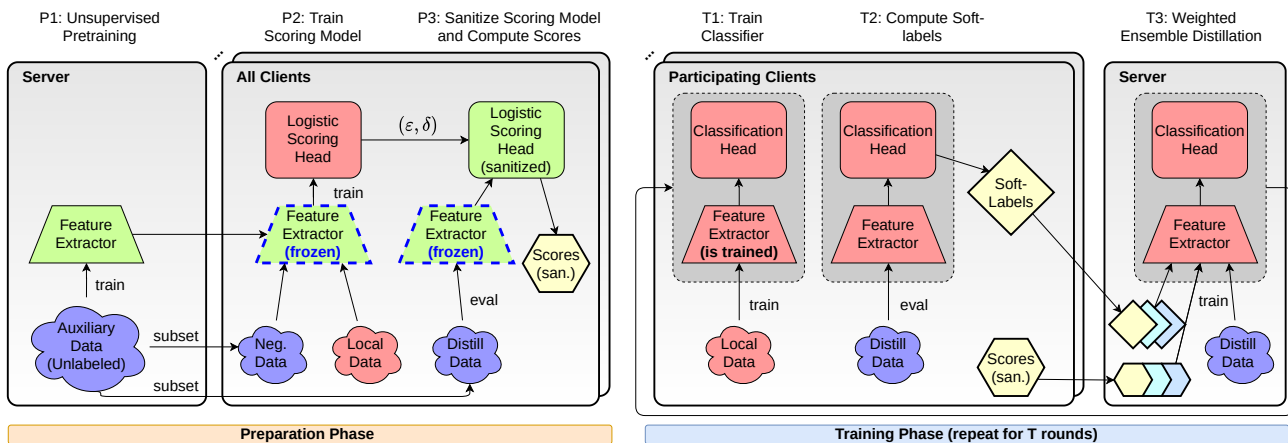 P1: Unsupervised
Pretraining
P2: Train
Scoring Model
P3: Sanitize Scoring Model
and Compute Scores
T1: Train
Classifier
T2: Compute Soft-
labels
T3: Weighted
Ensemble Distillation
...
...
Server
All Clients
Participating Clients
Server
Logistic
Scoring
Head
(ε, δ)
Logistic
Scoring
Head
(sanitized)
Classification
Head
Classification
Head
Classification
Head
train
Soft-
Labels
Feature
Extractor
Feature
Extractor
(frozen)
Feature
Extractor
(frozen)
Scores
(san.)
Feature
Extractor
(is trained)
Feature
Extractor
Feature
Extractor
train
eval
train
eval
train
Auxiliary
Data
(Unlabeled)
subset
subset
Neg.
Data
Local
Data
Distill
Data
Local
Data
Distill
Data
Scores
(san.)
Distill
Data
Preparation Phase
Training Phase (repeat for T rounds)